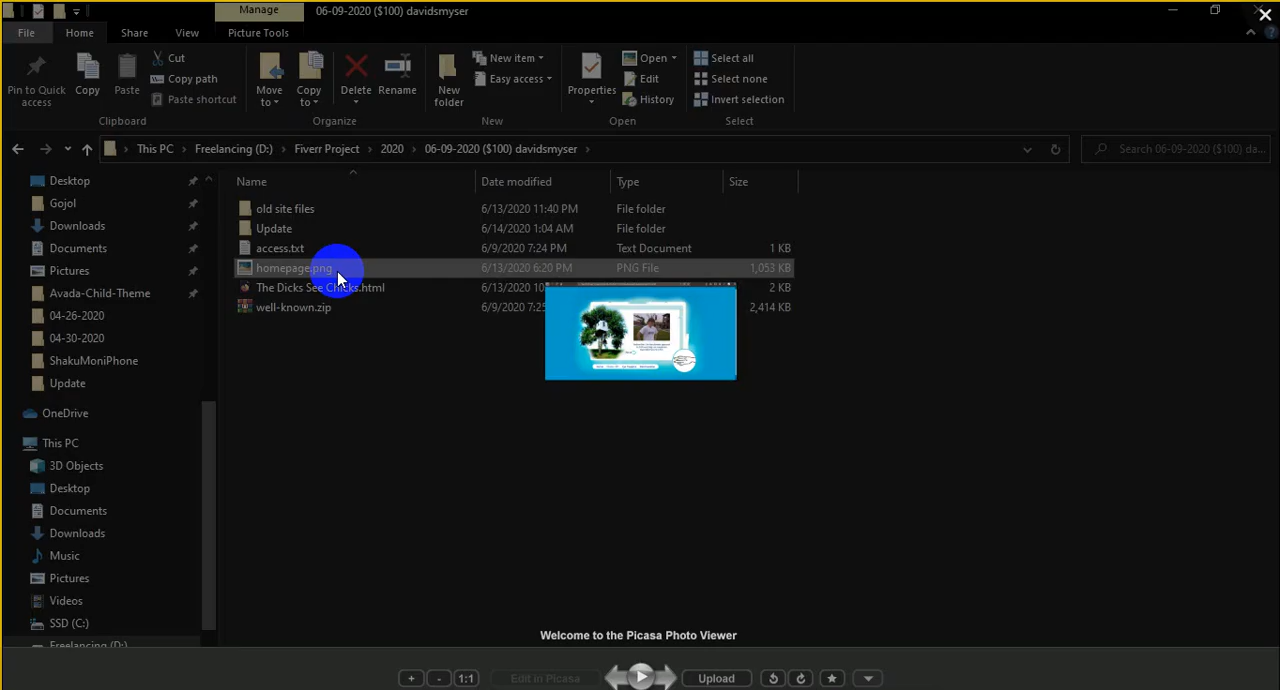 Manage
06-09-2020 ($100) davidsmyser
File
Home
Share
View
Picture Tools
Pin to Quick access
Copy
Paste
Cut
Copy path
Paste shortcut
Clipboard
Move to
Copy to
Delete
Rename
Organize
New folder
New item
Easy access
New
Properties
Open
Edit
History
Open
Select all
Select none
Invert selection
Select
This PC
Freelancing (D:)
Fiverr Project
2020
06-09-2020 ($100) davidsmyser
Search 06-09-2020 ($100) da...
Name
Date modified
Type
Size
old site files
6/13/2020 11:40 PM
File folder
Update
6/14/2020 1:04 AM
File folder
access.txt
6/9/2020 7:24 PM
Text Document
1 KB
homepage.png
6/13/2020 6:20 PM
PNG File
1,053 KB
The Dicks See Chicks.html
6/13/2020 10
2 KB
well-known.zip
6/9/2020 7:25
2,414 KB
Desktop
Gojol
Downloads
Documents
Pictures
Avada-Child-Theme
04-26-2020
04-30-2020
ShakuMoniPhone
Update
OneDrive
This PC
3D Objects
Desktop
Documents
Downloads
Music
Pictures
Videos
SSD (C:)
Freelancing (D:)
Welcome to the Picasa Photo Viewer
+
-
1:1
Edit in Picasa
Upload